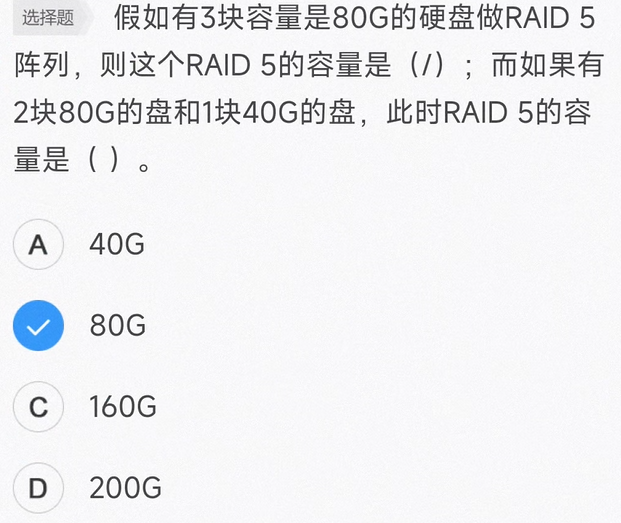 选择题 假如有3块容量是80G的硬盘做RAID 5
阵列，则这个RAID 5的容量是（/）；而如果有
2块80G的盘和1块40G的盘，此时RAID 5的容
量是（ ）。
A 40G
80G
C 160G
D 200G